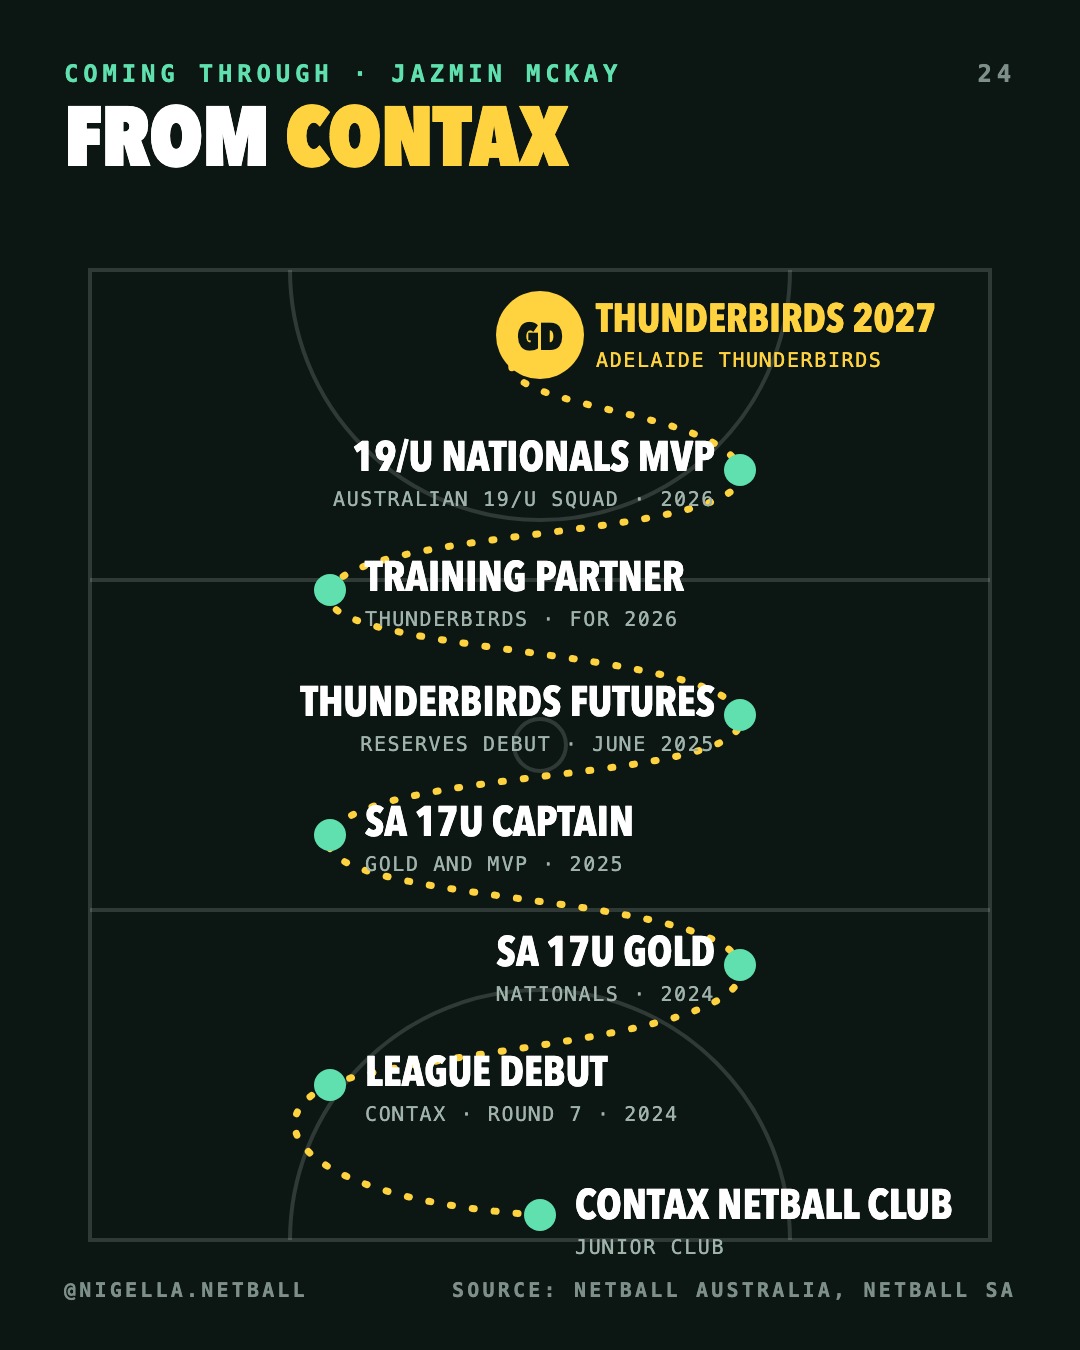 COMING THROUGH · JAZMIN MCKAY
24
FROM CONTAX
GD
THUNDERBIRDS 2027
ADELAIDE THUNDERBIRDS
19/U NATIONALS MVP
AUSTRALIAN 19/U SQUAD · 2026
TRAINING PARTNER
THUNDERBIRDS · FOR 2026
THUNDERBIRDS FUTURES
RESERVES DEBUT · JUNE 2025
SA 17U CAPTAIN
GOLD AND MVP · 2025
SA 17U GOLD
NATIONALS · 2024
LEAGUE DEBUT
CONTAX · ROUND 7 · 2024
CONTAX NETBALL CLUB
JUNIOR CLUB
@NIGELLA.NETBALL
SOURCE: NETBALL AUSTRALIA, NETBALL SA